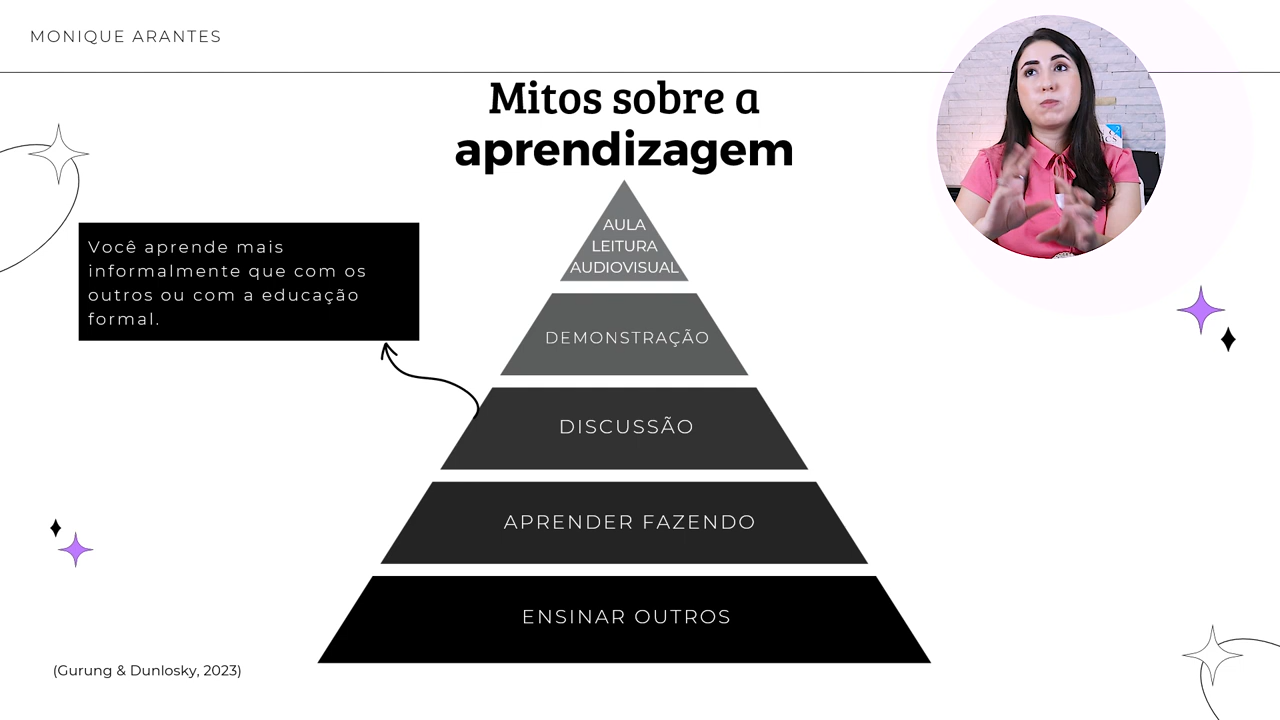 MONIQUE ARANTES
Mitos sobre a
aprendizagem
AULA
LEITURA
AUDIOVISUAL
Você aprende mais
informalmente que com os
outros ou com a educação
formal.
DEMONSTRAÇÃO
DISCUSSÃO
APRENDER FAZENDO
ENSINAR OUTROS
(Gurung & Dunlosky, 2023)